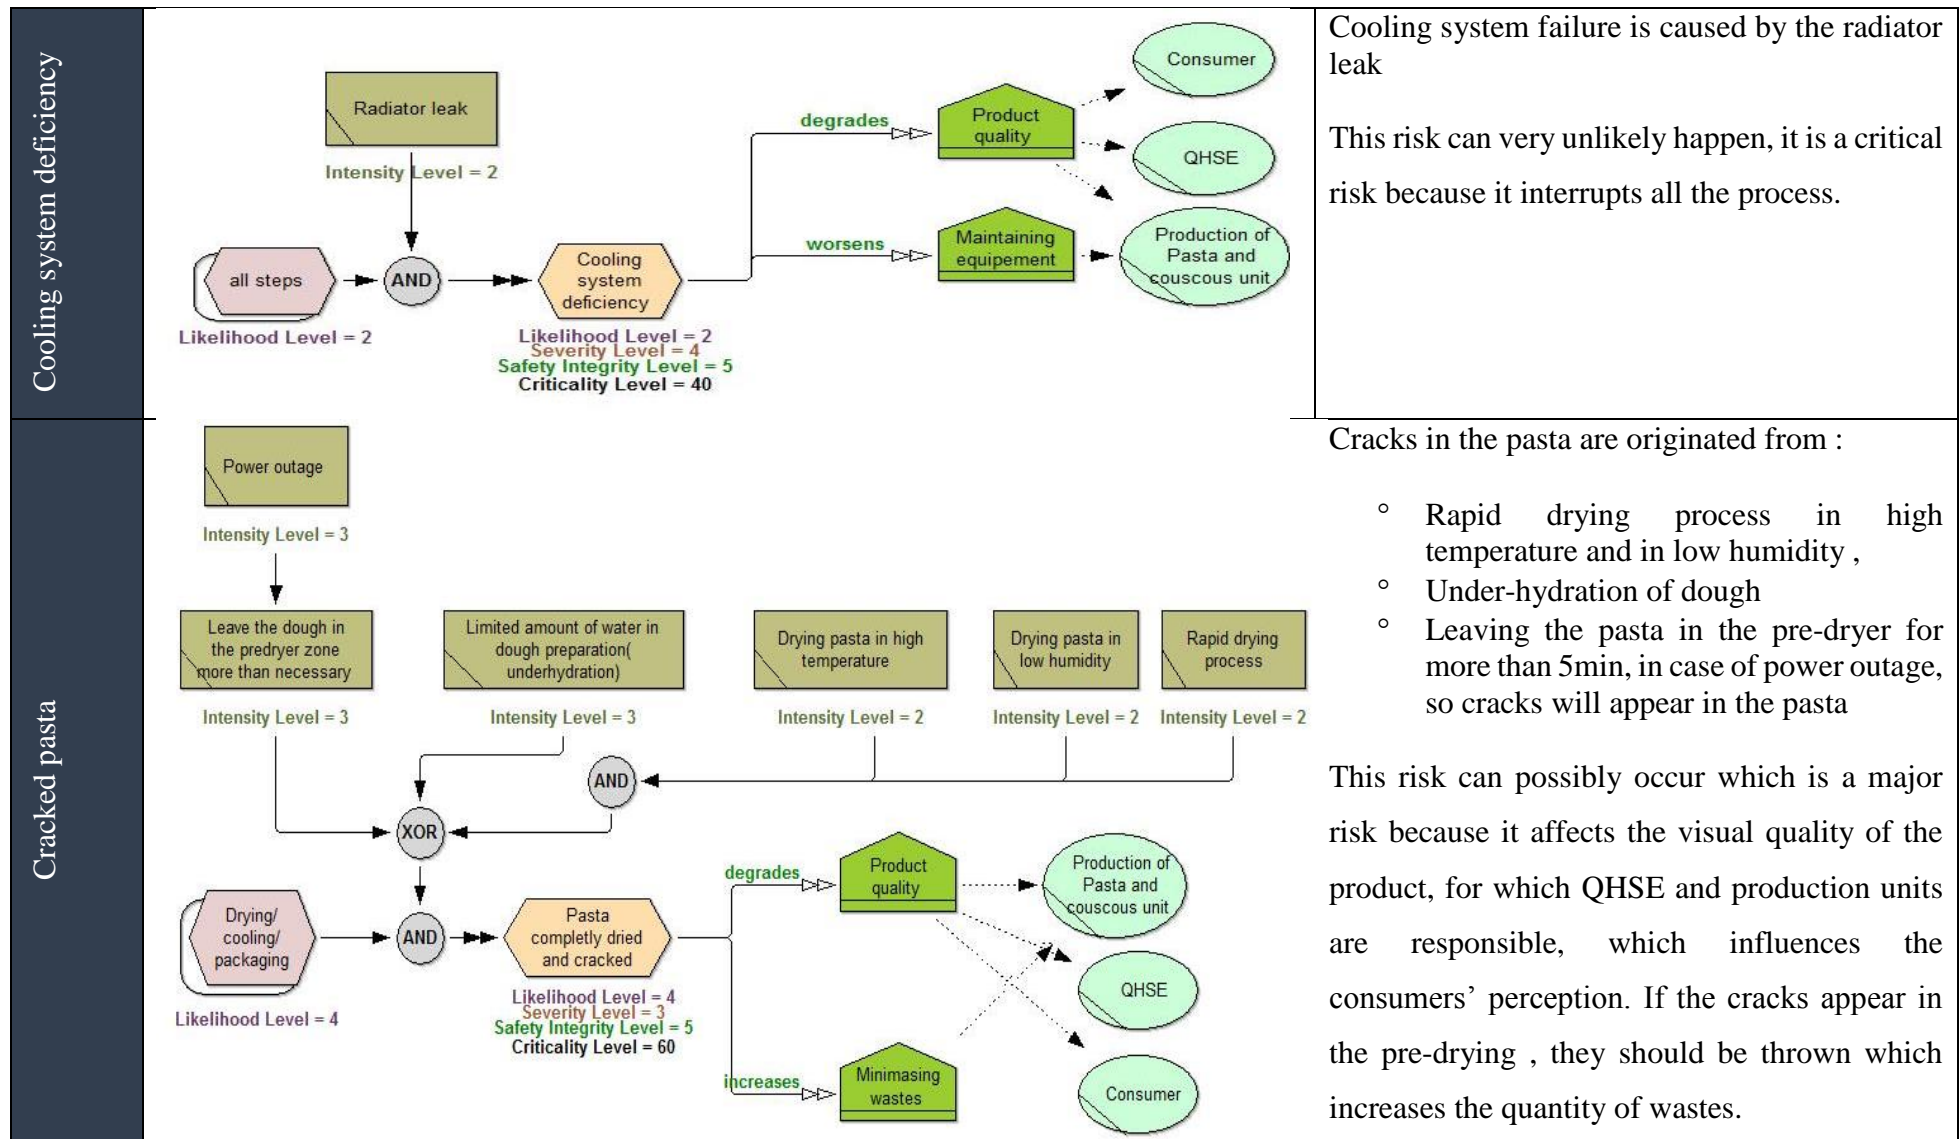 Cooling system deficiency
Radiator leak
Intensity Level = 2
all steps
Likelihood Level = 2
AND
Cooling
system
deficiency
Likelihood Level = 2
Severity Level = 4
Safety Integrity Level = 5
Criticality Level = 40
degrades
worsens
Product
quality
Maintaining
equipement
Consumer
QHSE
Production of
Pasta and
couscous unit
Cooling system failure is caused by the radiator
leak
This risk can very unlikely happen, it is a critical
risk because it interrupts all the process.
Cracked pasta
Power outage
Intensity Level = 3
Leave the dough in
the predryer zone
more than necessary
Intensity Level = 3
Limited amount of water in
dough preparation(
underhydration)
Intensity Level = 3
Drying pasta in high
temperature
Intensity Level = 2
Drying pasta in
low humidity
Intensity Level = 2
Rapid drying
process
Intensity Level = 2
AND
XOR
Drying/
cooling/
packaging
Likelihood Level = 4
AND
Pasta
completly dried
and cracked
Likelihood Level = 4
Severity Level = 3
Safety Integrity Level = 5
Criticality Level = 60
degrades
increases
Product
quality
Minimasing
wastes
Production of
Pasta and
couscous unit
QHSE
Consumer
Cracks in the pasta are originated from :
° Rapid drying process in high
temperature and in low humidity ,
° Under-hydration of dough
° Leaving the pasta in the pre-dryer for
more than 5min, in case of power outage,
so cracks will appear in the pasta
This risk can possibly occur which is a major
risk because it affects the visual quality of the
product, for which QHSE and production units
are responsible, which influences the
consumers’ perception. If the cracks appear in
the pre-drying , they should be thrown which
increases the quantity of wastes.